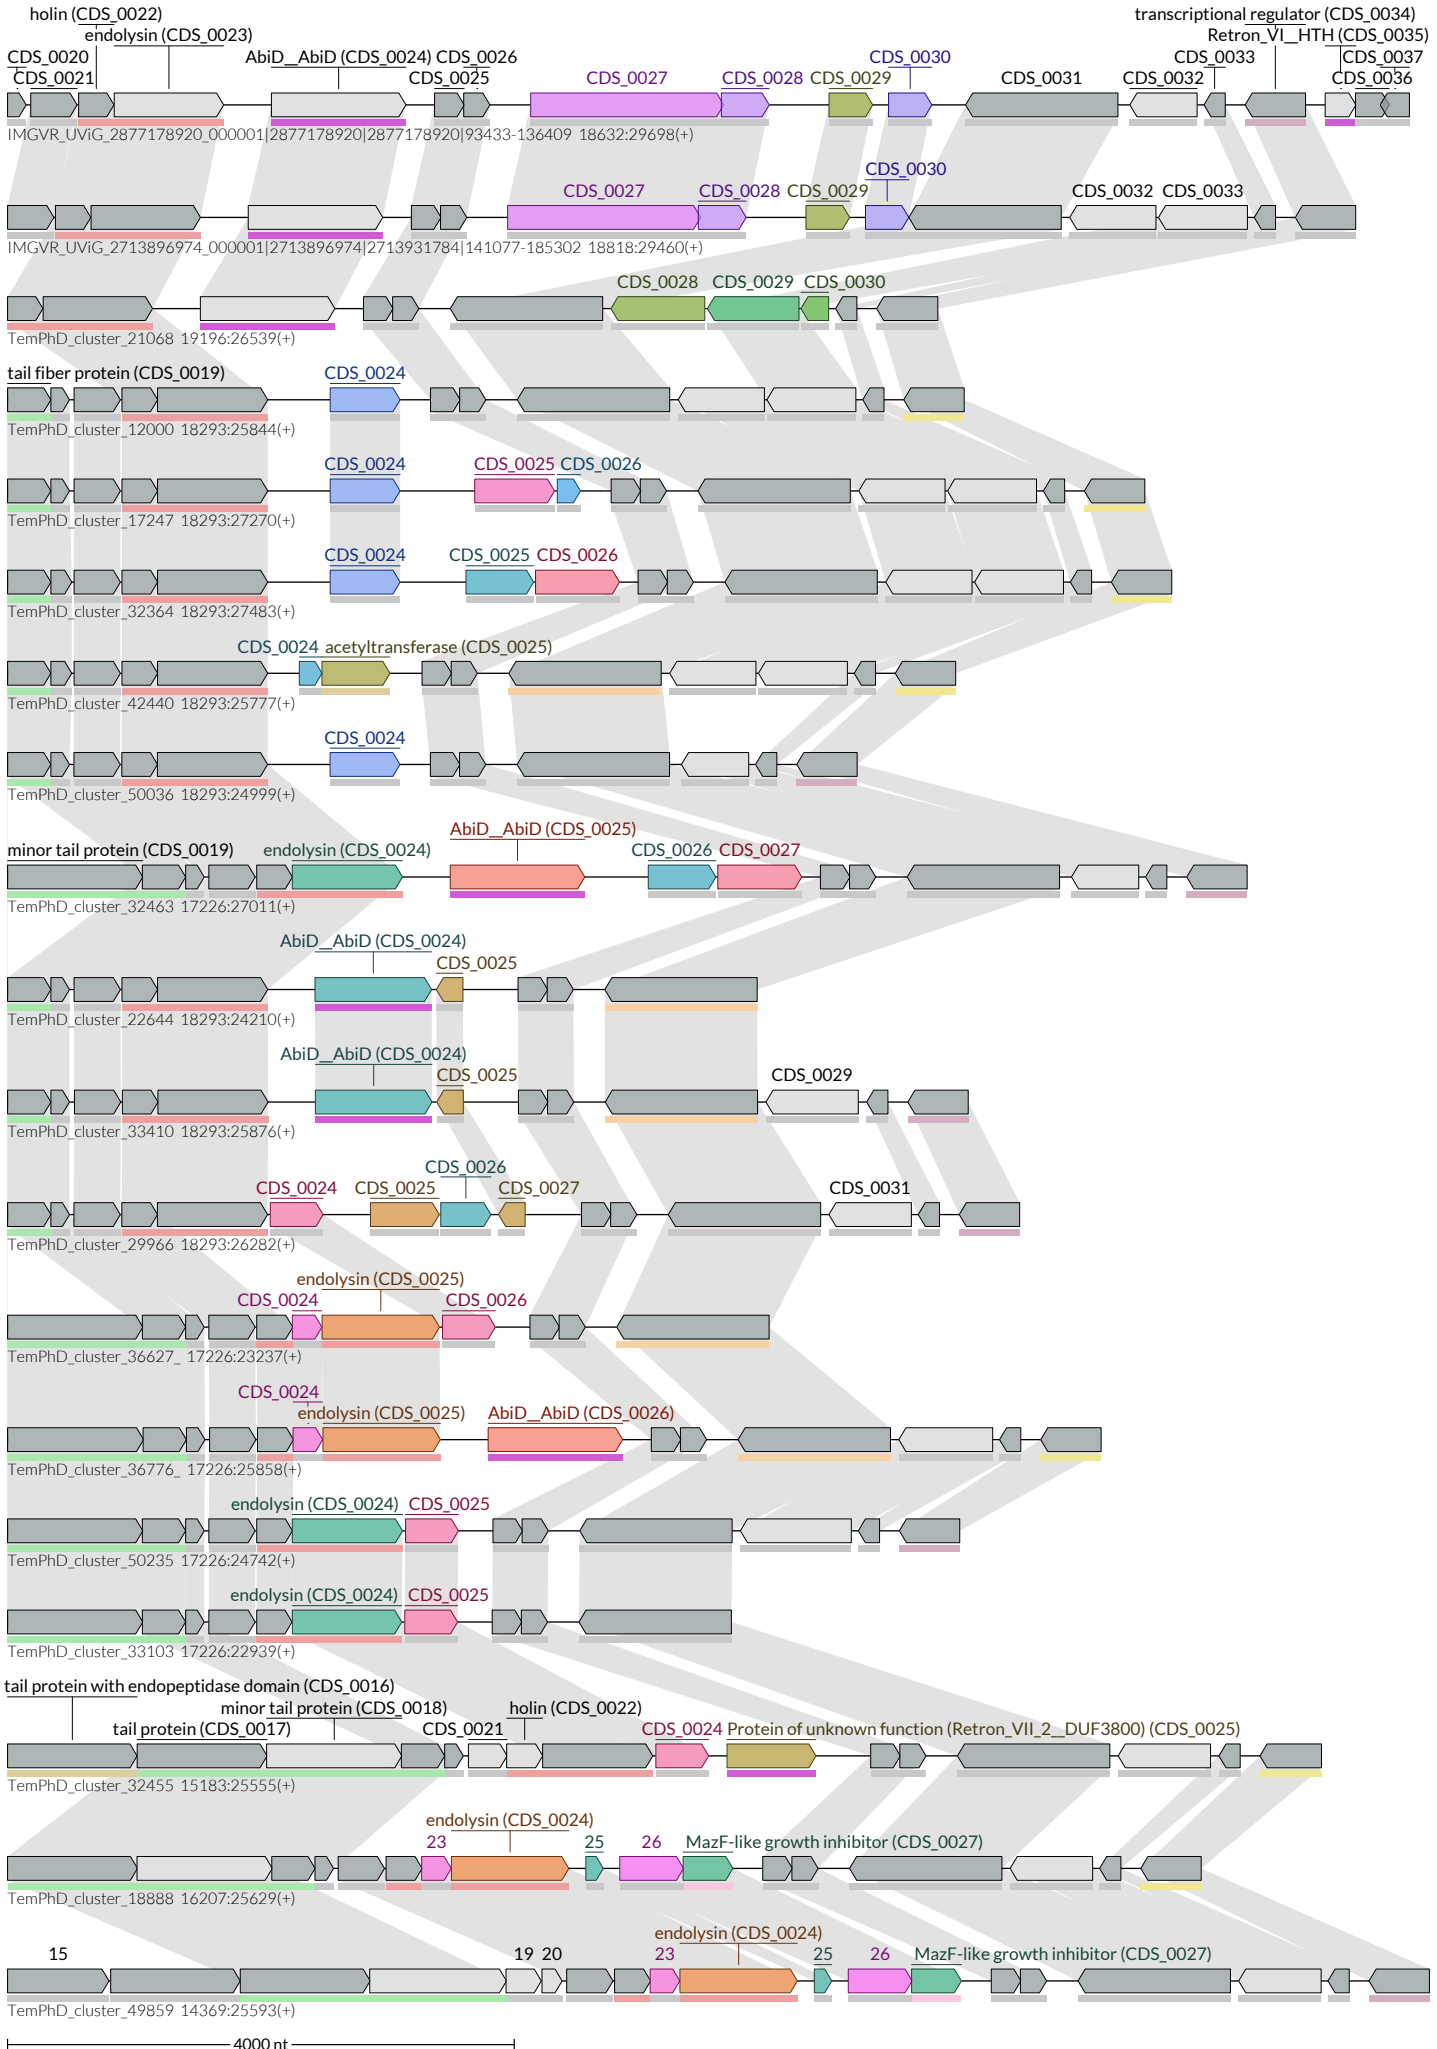 holin (CDS_0022)
transcriptional regulator (CDS_0034)
endolysin (CDS_0023)
Retron_VI__HTH (CDS_0035)
CDS_0020
AbiD__AbiD (CDS_0024)
CDS_0026
CDS_0030
CDS_0033
CDS_0037
CDS_0021
CDS_0025
CDS_0027
CDS_0028
CDS_0029
CDS_0031
CDS_0032
CDS_0036
IMGVR_UViG_2877178920_000001|2877178920|2877178920|93433-136409 18632:29698(+)
CDS_0030
CDS_0027
CDS_0028
CDS_0029
CDS_0032
CDS_0033
IMGVR_UViG_2713896974_000001|2713896974|2713931784|141077-185302 18818:29460(+)
CDS_0028
CDS_0029
CDS_0030
TemPhD_cluster_21068 19196:26539(+)
tail fiber protein (CDS_0019)
CDS_0024
TemPhD_cluster_12000 18293:25844(+)
CDS_0024
CDS_0025
CDS_0026
TemPhD_cluster_17247 18293:27270(+)
CDS_0024
CDS_0025
CDS_0026
TemPhD_cluster_32364 18293:27483(+)
CDS_0024
acetyltransferase (CDS_0025)
TemPhD_cluster_42440 18293:25777(+)
CDS_0024
TemPhD_cluster_50036 18293:24999(+)
AbiD__AbiD (CDS_0025)
minor tail protein (CDS_0019)
endolysin (CDS_0024)
CDS_0026
CDS_0027
TemPhD_cluster_32463 17226:27011(+)
AbiD__AbiD (CDS_0024)
CDS_0025
TemPhD_cluster_22644 18293:24210(+)
AbiD__AbiD (CDS_0024)
CDS_0025
CDS_0029
TemPhD_cluster_33410 18293:25876(+)
CDS_0026
CDS_0024
CDS_0025
CDS_0027
CDS_0031
TemPhD_cluster_29966 18293:26282(+)
endolysin (CDS_0025)
CDS_0024
CDS_0026
TemPhD_cluster_36627_ 17226:23237(+)
CDS_0024
endolysin (CDS_0025)
AbiD__AbiD (CDS_0026)
TemPhD_cluster_36776_ 17226:25858(+)
endolysin (CDS_0024)
CDS_0025
TemPhD_cluster_50235 17226:24742(+)
endolysin (CDS_0024)
CDS_0025
TemPhD_cluster_33103 17226:22939(+)
tail protein with endopeptidase domain (CDS_0016)
minor tail protein (CDS_0018)
holin (CDS_0022)
tail protein (CDS_0017)
CDS_0021
CDS_0024
Protein of unknown function (Retron_VII_2__DUF3800) (CDS_0025)
TemPhD_cluster_32455 15183:25555(+)
endolysin (CDS_0024)
23
25
26
MazF-like growth inhibitor (CDS_0027)
TemPhD_cluster_18888 16207:25629(+)
endolysin (CDS_0024)
15
19
20
23
25
26
MazF-like growth inhibitor (CDS_0027)
TemPhD_cluster_49859 14369:25593(+)
4000 nt